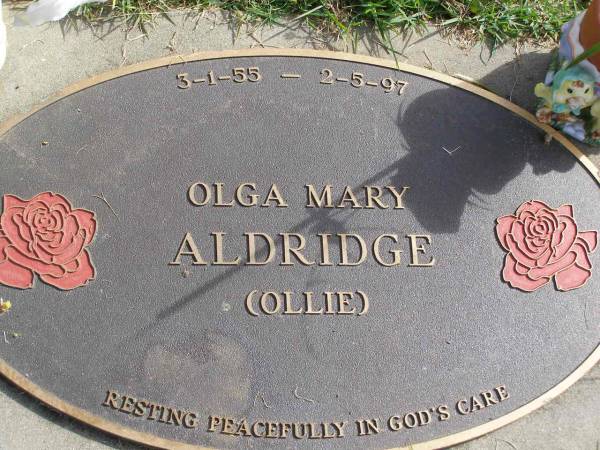 3-1-55 - 2-5-97
OLGA MARY
ALDRIDGE
(OLLIE)
RESTING PEACEFULLY IN GOD'S CARE